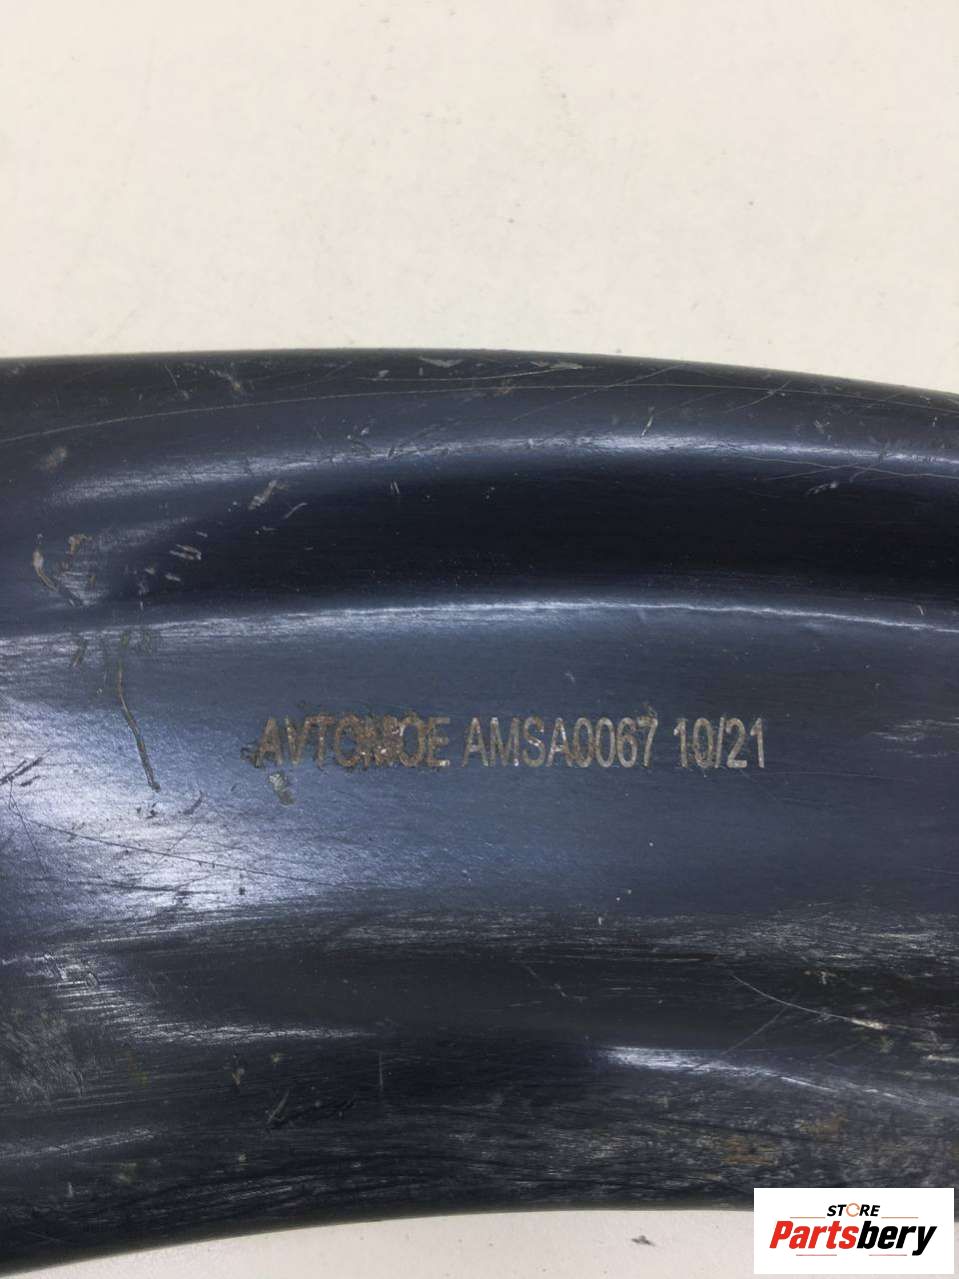 AVTOMOE AMSA0067 10/21
STORE
Partsbery